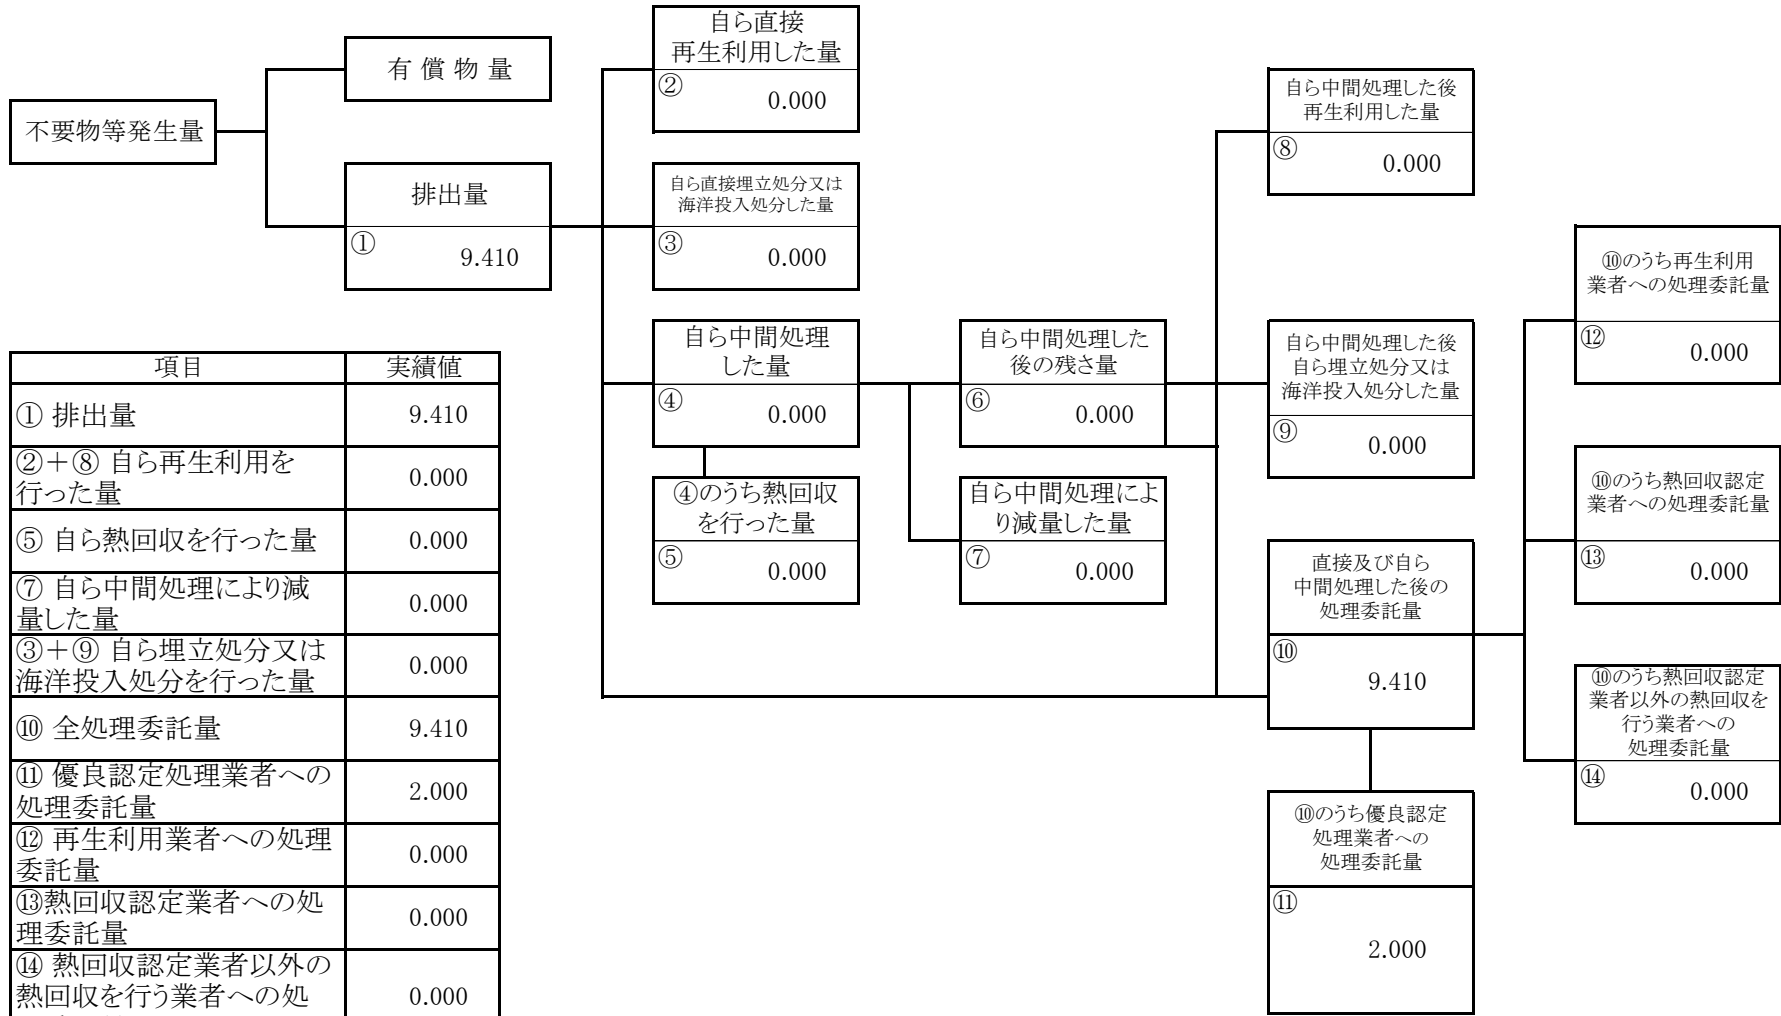 不要物等発生量
有 償 物 量
排出量
①
9.410
自ら直接
再生利用した量
②
0.000
自ら直接埋立処分又は
海洋投入処分した量
③
0.000
自ら中間処理
した量
④
0.000
④のうち熱回収
を行った量
⑤
0.000
自ら中間処理した
後の残さ量
⑥
0.000
自ら中間処理によ
り減量した量
⑦
0.000
自ら中間処理した後
再生利用した量
⑧
0.000
自ら中間処理した後
自ら埋立処分又は
海洋投入処分した量
⑨
0.000
直接及び自ら
中間処理した後の
処理委託量
⑩
9.410
⑩のうち優良認定
処理業者への
処理委託量
⑪
2.000
⑩のうち再生利用
業者への処理委託量
⑫
0.000
⑩のうち熱回収認定
業者への処理委託量
⑬
0.000
⑩のうち熱回収認定
業者以外の熱回収を
行う業者への
処理委託量
⑭
0.000
項目 実績値
① 排出量 9.410
②＋⑧ 自ら再生利用を
行った量 0.000
⑤ 自ら熱回収を行った量 0.000
⑦ 自ら中間処理により減
量した量 0.000
③＋⑨ 自ら埋立処分又は
海洋投入処分を行った量 0.000
⑩ 全処理委託量 9.410
⑪ 優良認定処理業者への
処理委託量 2.000
⑫ 再生利用業者への処理
委託量 0.000
⑬熱回収認定業者への処
理委託量 0.000
⑭ 熱回収認定業者以外の
熱回収を行う業者への処 0.000